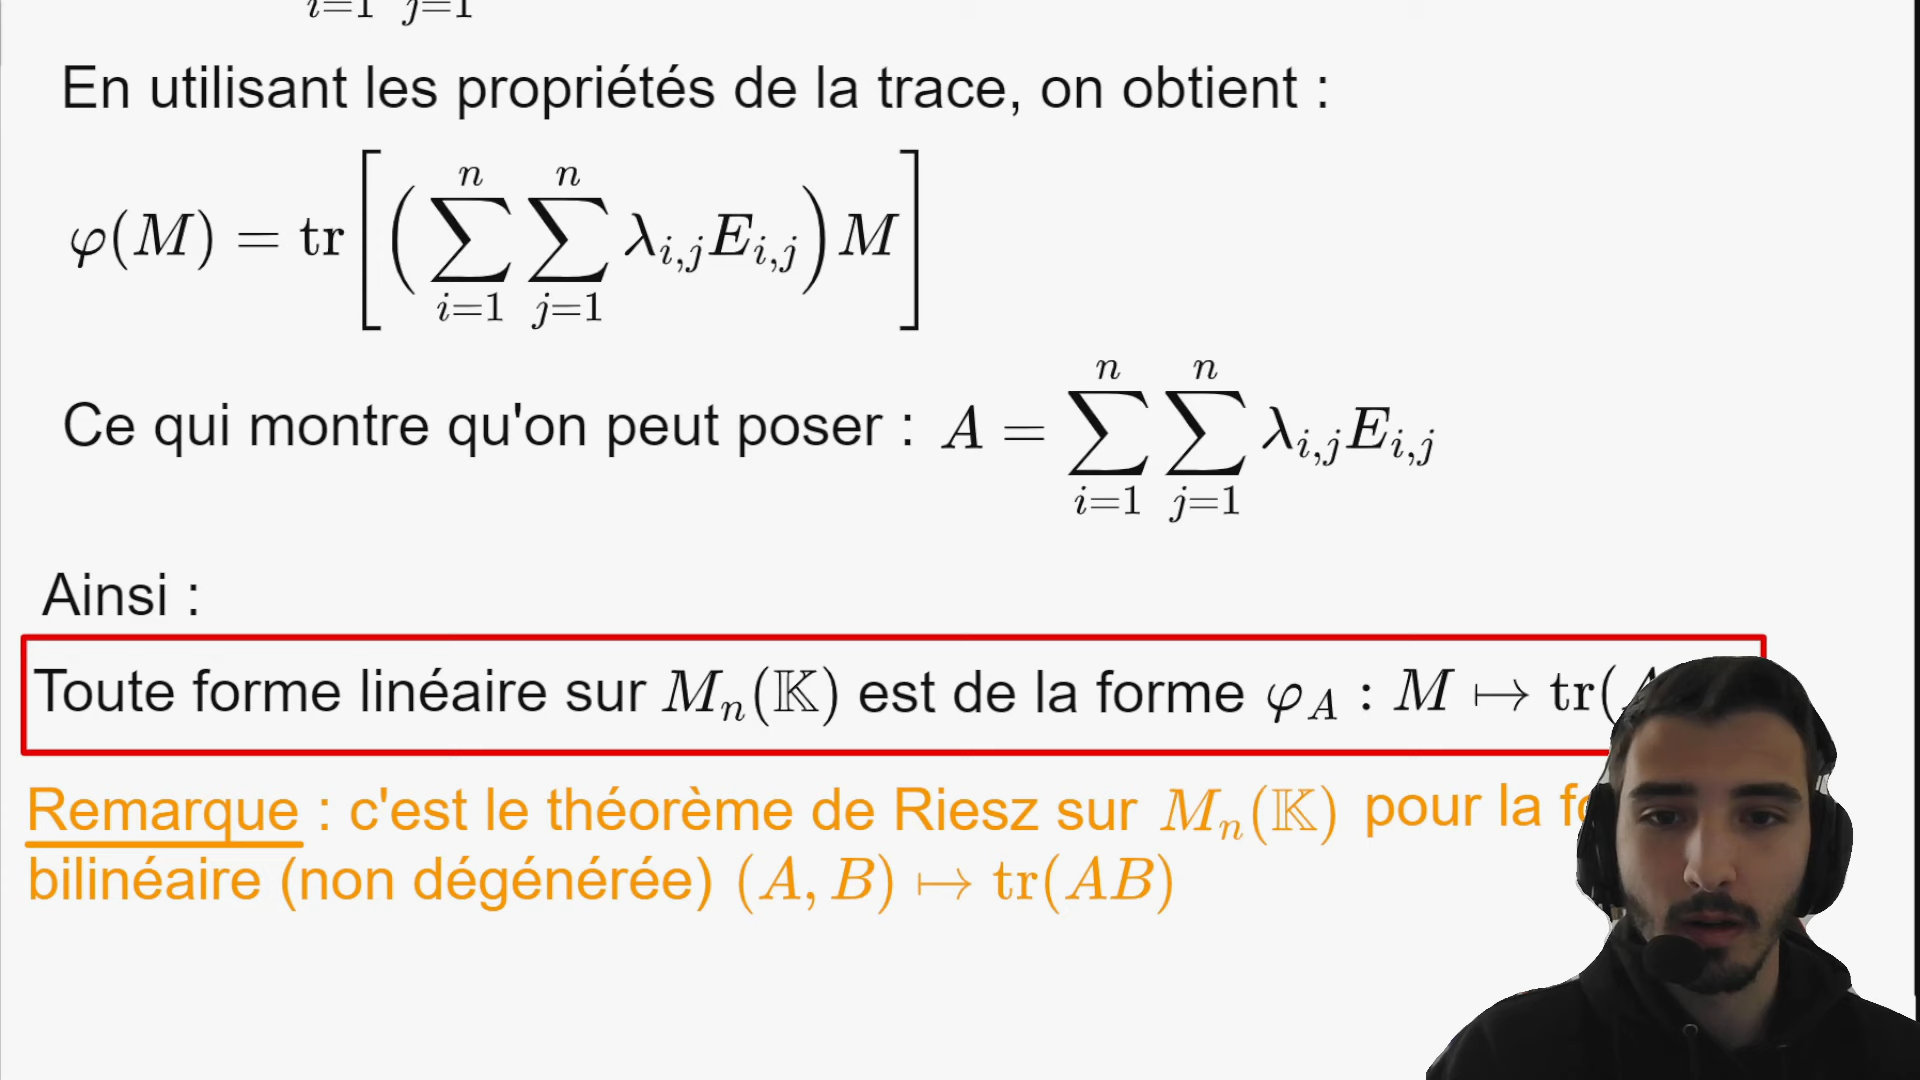 i=1 j=1
En utilisant les propriétés de la trace, on obtient :
φ(M) = tr[(∑_{i=1}^{n} ∑_{j=1}^{n} λ_{i,j}E_{i,j})M]
Ce qui montre qu'on peut poser : A = ∑_{i=1}^{n} ∑_{j=1}^{n} λ_{i,j}E_{i,j}
Ainsi :
Toute forme linéaire sur M_n(𝕂) est de la forme φ_A : M ↦ tr(
Remarque : c'est le théorème de Riesz sur M_n(𝕂) pour la
bilinéaire (non dégénérée) (A, B) ↦ tr(AB)